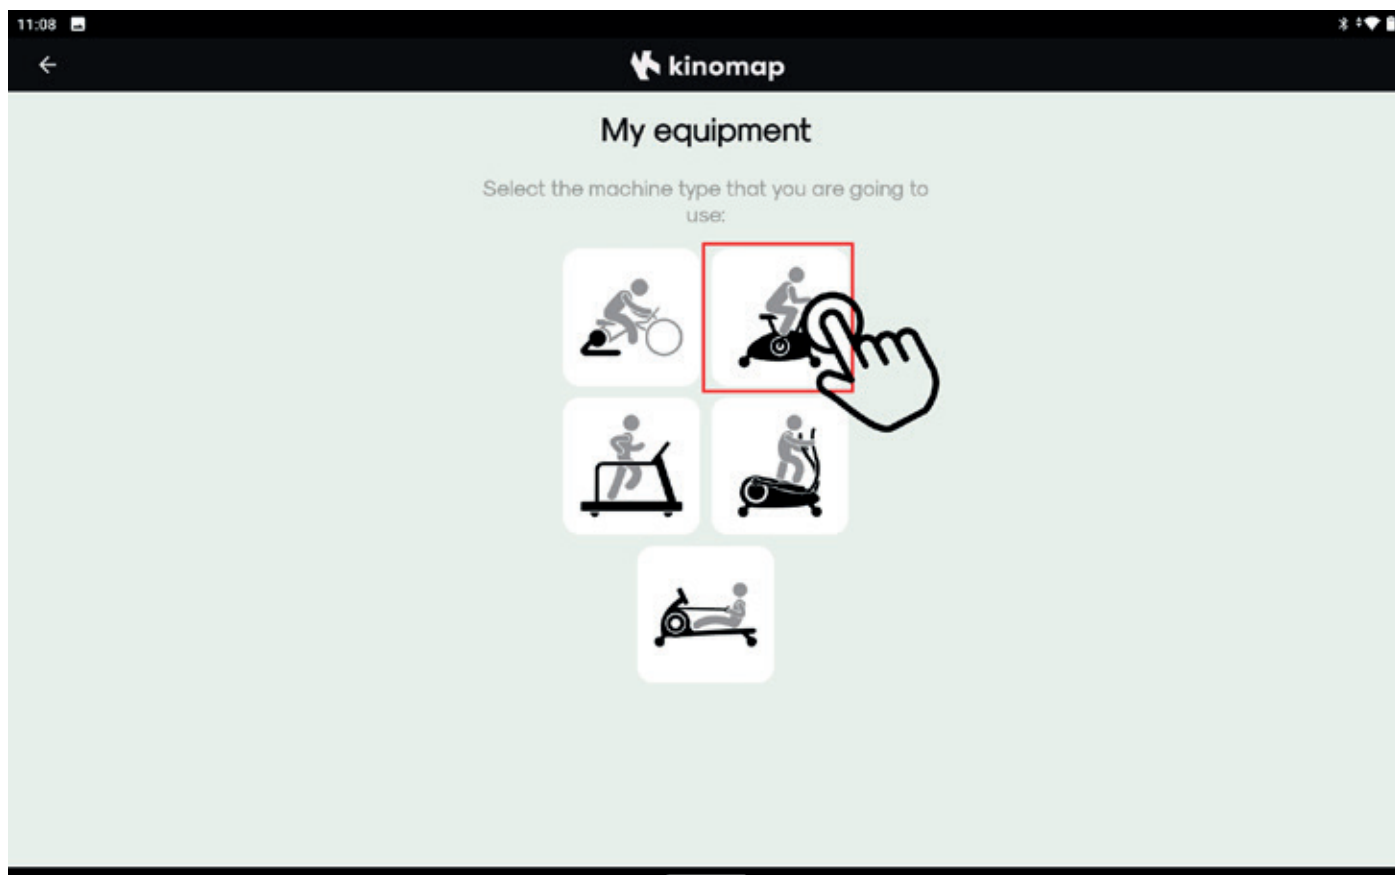 11:08
kinomap
My equipment
Select the machine type that you are going to
use: